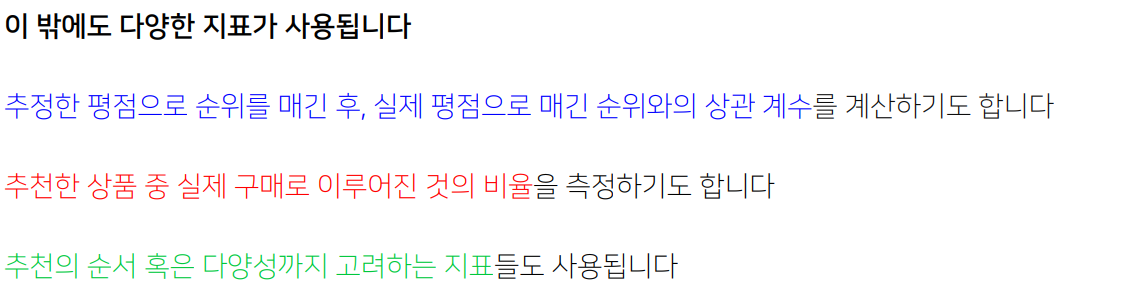 이 밖에도 다양한 지표가 사용됩니다
추정한 평점으로 순위를 매긴 후, 실제 평점으로 매긴 순위와의 상관 계수를 계산하기도 합니다
추천한 상품 중 실제 구매로 이루어진 것의 비율을 측정하기도 합니다
추천의 순서 혹은 다양성까지 고려하는 지표들도 사용됩니다